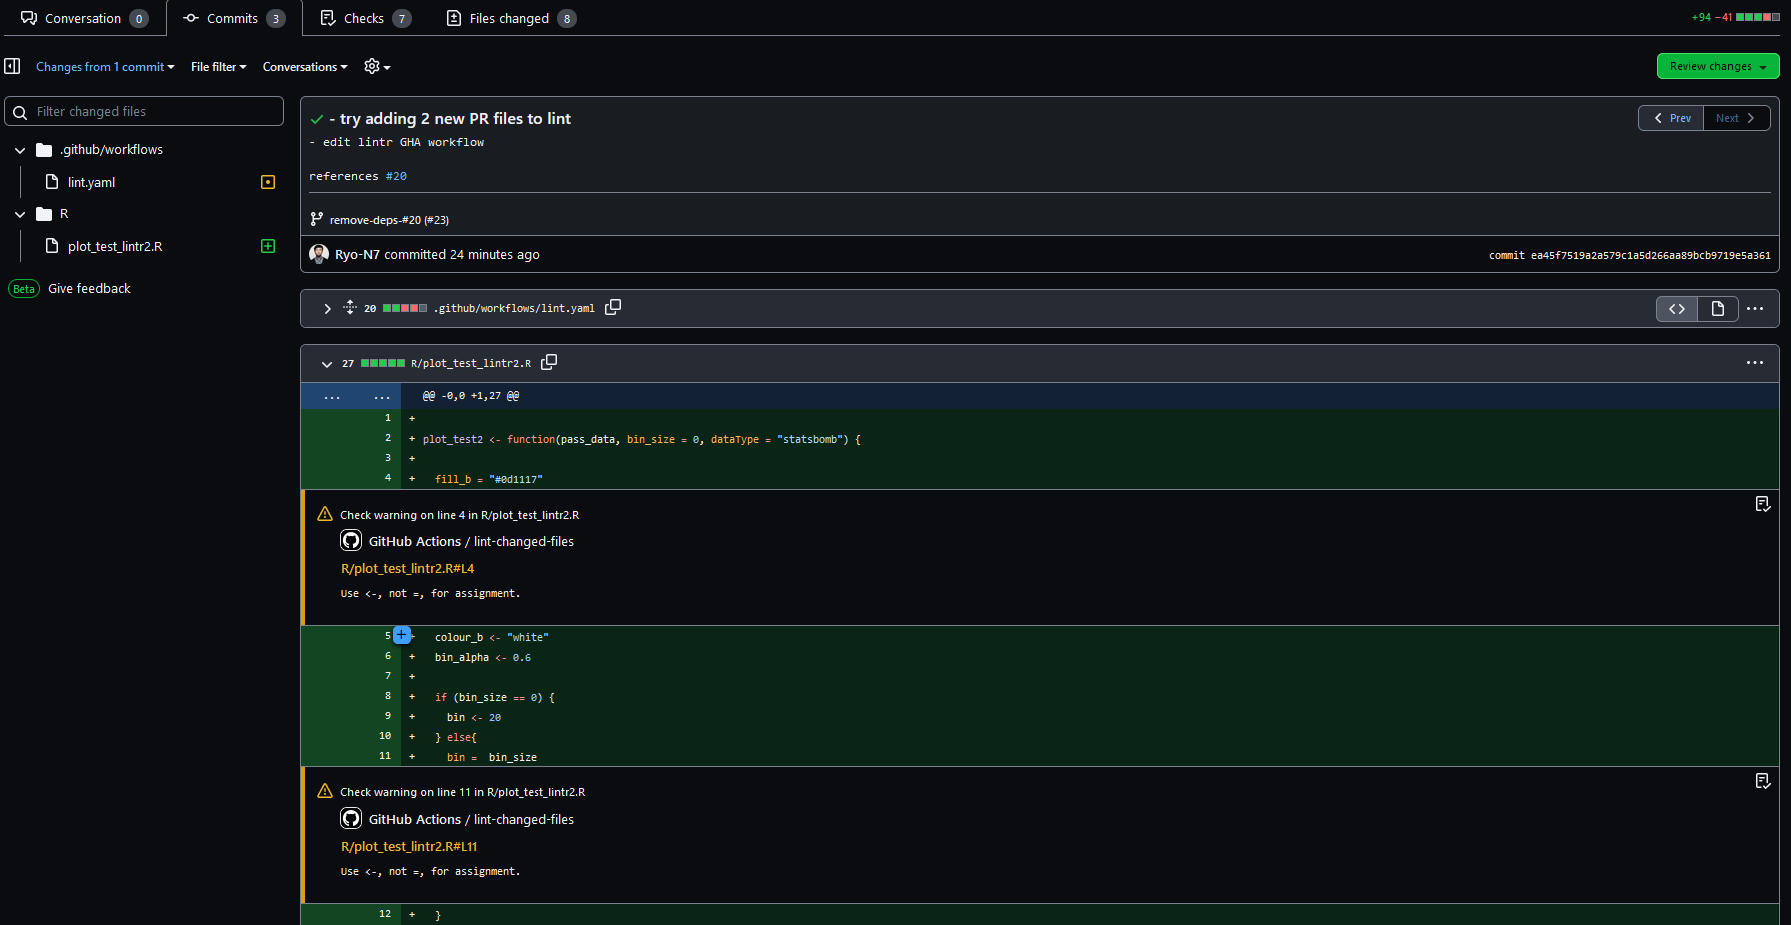 Conversation 0 Commits 3 Checks 7 Files changed 8 +94 −41
Changes from 1 commit File filter Conversations Review changes
Filter changed files
.github/workflows
lint.yaml
R
plot_test_lintr2.R
Beta Give feedback
- try adding 2 new PR files to lint Prev Next
- edit lintr GHA workflow
references #20
remove-deps-#20 (#23)
Ryo-N7 committed 24 minutes ago commit ea45f7519a2a579c1a5d266aa89bcb9719e5a361
20 .github/workflows/lint.yaml
27 R/plot_test_lintr2.R
... ... @@ -0,0 +1,27 @@
1 +
2 + plot_test2 <- function(pass_data, bin_size = 0, dataType = "statsbomb") {
3 +
4 + fill_b = "#0d1117"
Check warning on line 4 in R/plot_test_lintr2.R
GitHub Actions / lint-changed-files
R/plot_test_lintr2.R#L4
Use <-, not =, for assignment.
5 + colour_b <- "white"
6 + bin_alpha <- 0.6
7 +
8 + if (bin_size == 0) {
9 + bin <- 20
10 + } else{
11 + bin =  bin_size
Check warning on line 11 in R/plot_test_lintr2.R
GitHub Actions / lint-changed-files
R/plot_test_lintr2.R#L11
Use <-, not =, for assignment.
12 + }